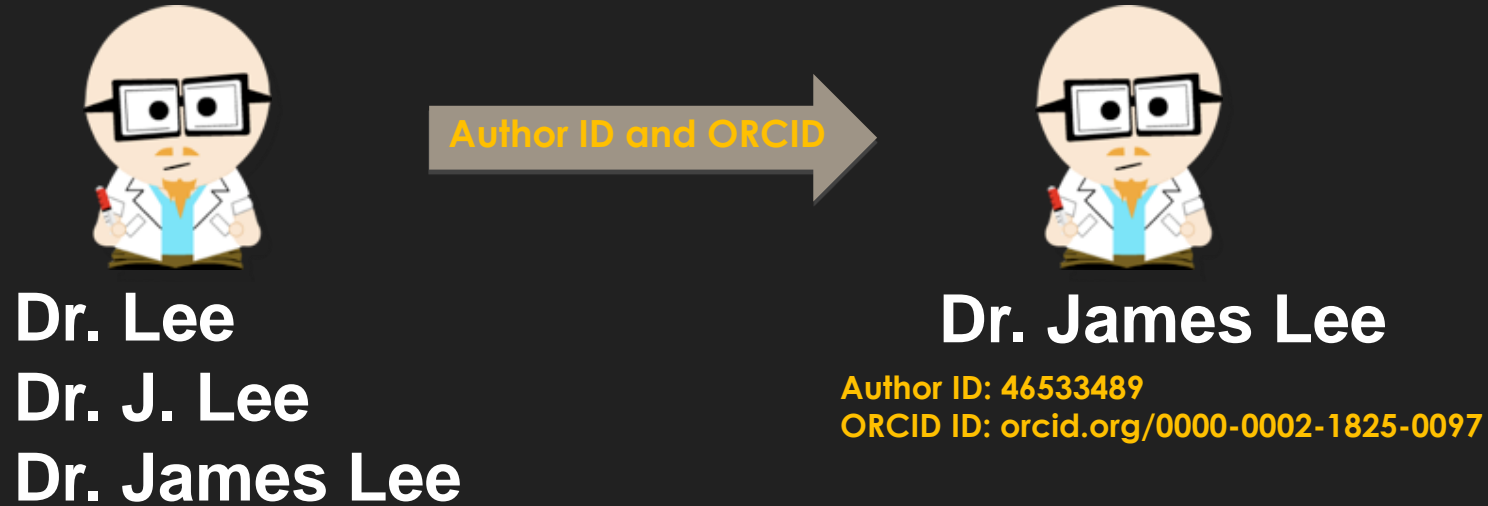 Author ID and ORCID
Dr. Lee
Dr. J. Lee
Dr. James Lee
Dr. James Lee
Author ID: 46533489
ORCID ID: orcid.org/0000-0002-1825-0097